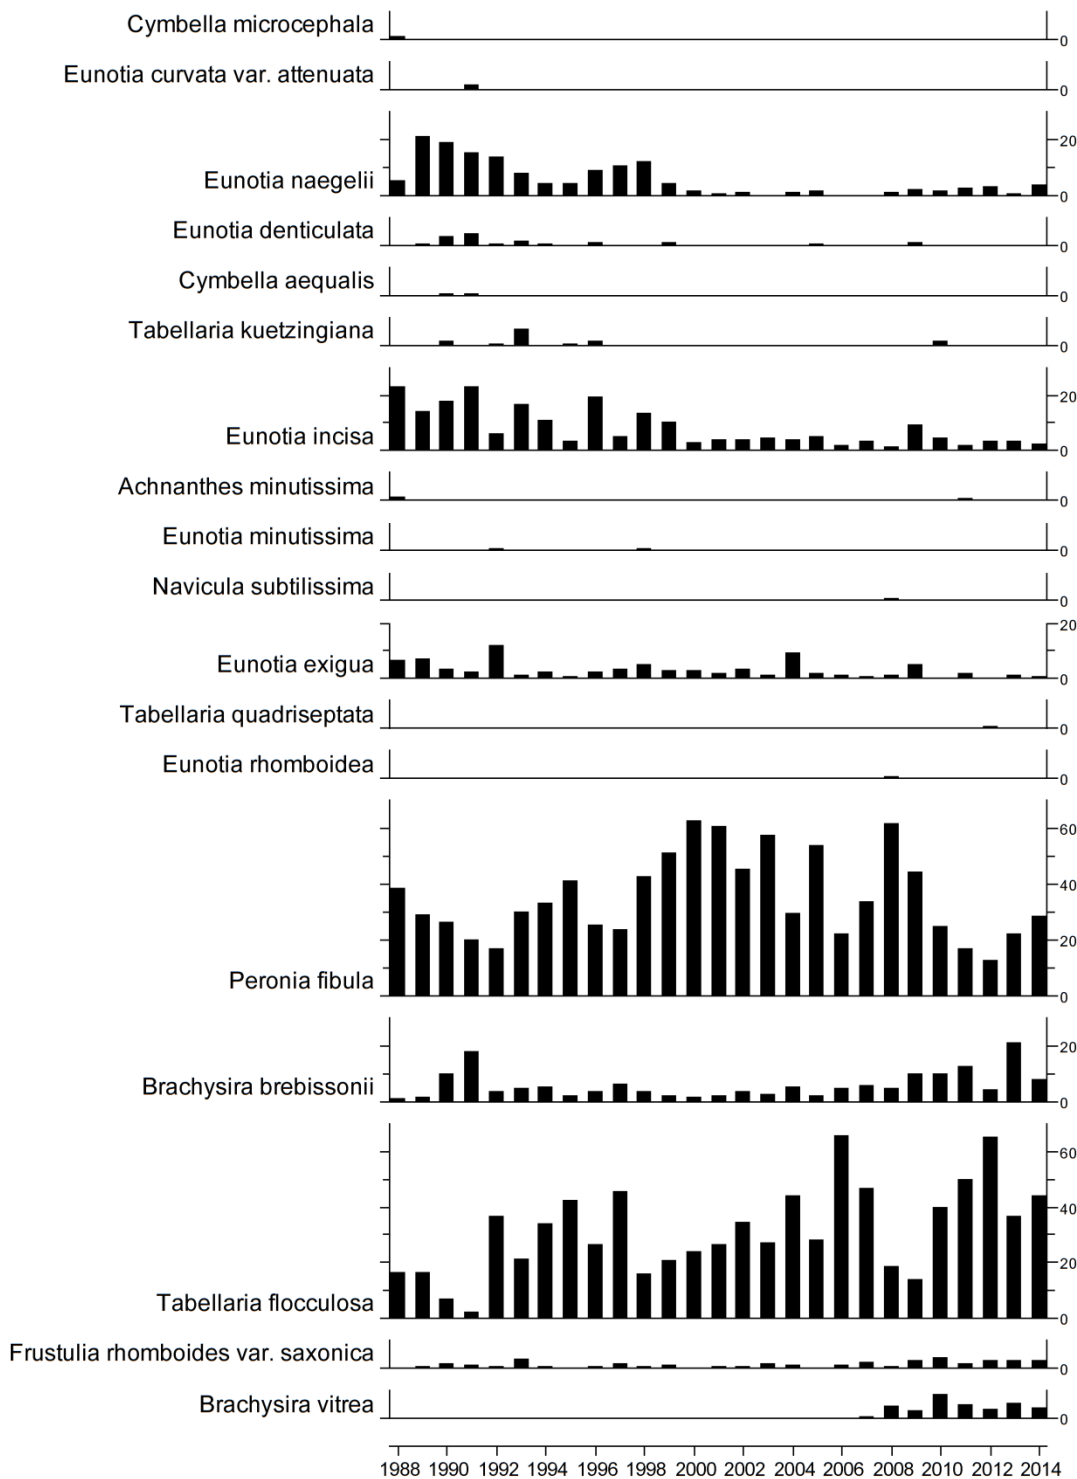 Cymbella microcephala
0
Eunotia curvata var. attenuata
0
20
Eunotia naegelii
0
Eunotia denticulata
0
Cymbella aequalis
0
Tabellaria kuetzingiana
0
20
Eunotia incisa
0
Achnanthes minutissima
0
Eunotia minutissima
0
Navicula subtilissima
0
20
Eunotia exigua
0
Tabellaria quadriseptata
0
Eunotia rhomboidea
0
60
40
20
Peronia fibula
0
20
Brachysira brebissonii
0
60
40
20
Tabellaria flocculosa
0
Frustulia rhomboides var. saxonica
0
Brachysira vitrea
0
1988 1990 1992 1994 1996 1998 2000 2002 2004 2006 2008 2010 2012 2014